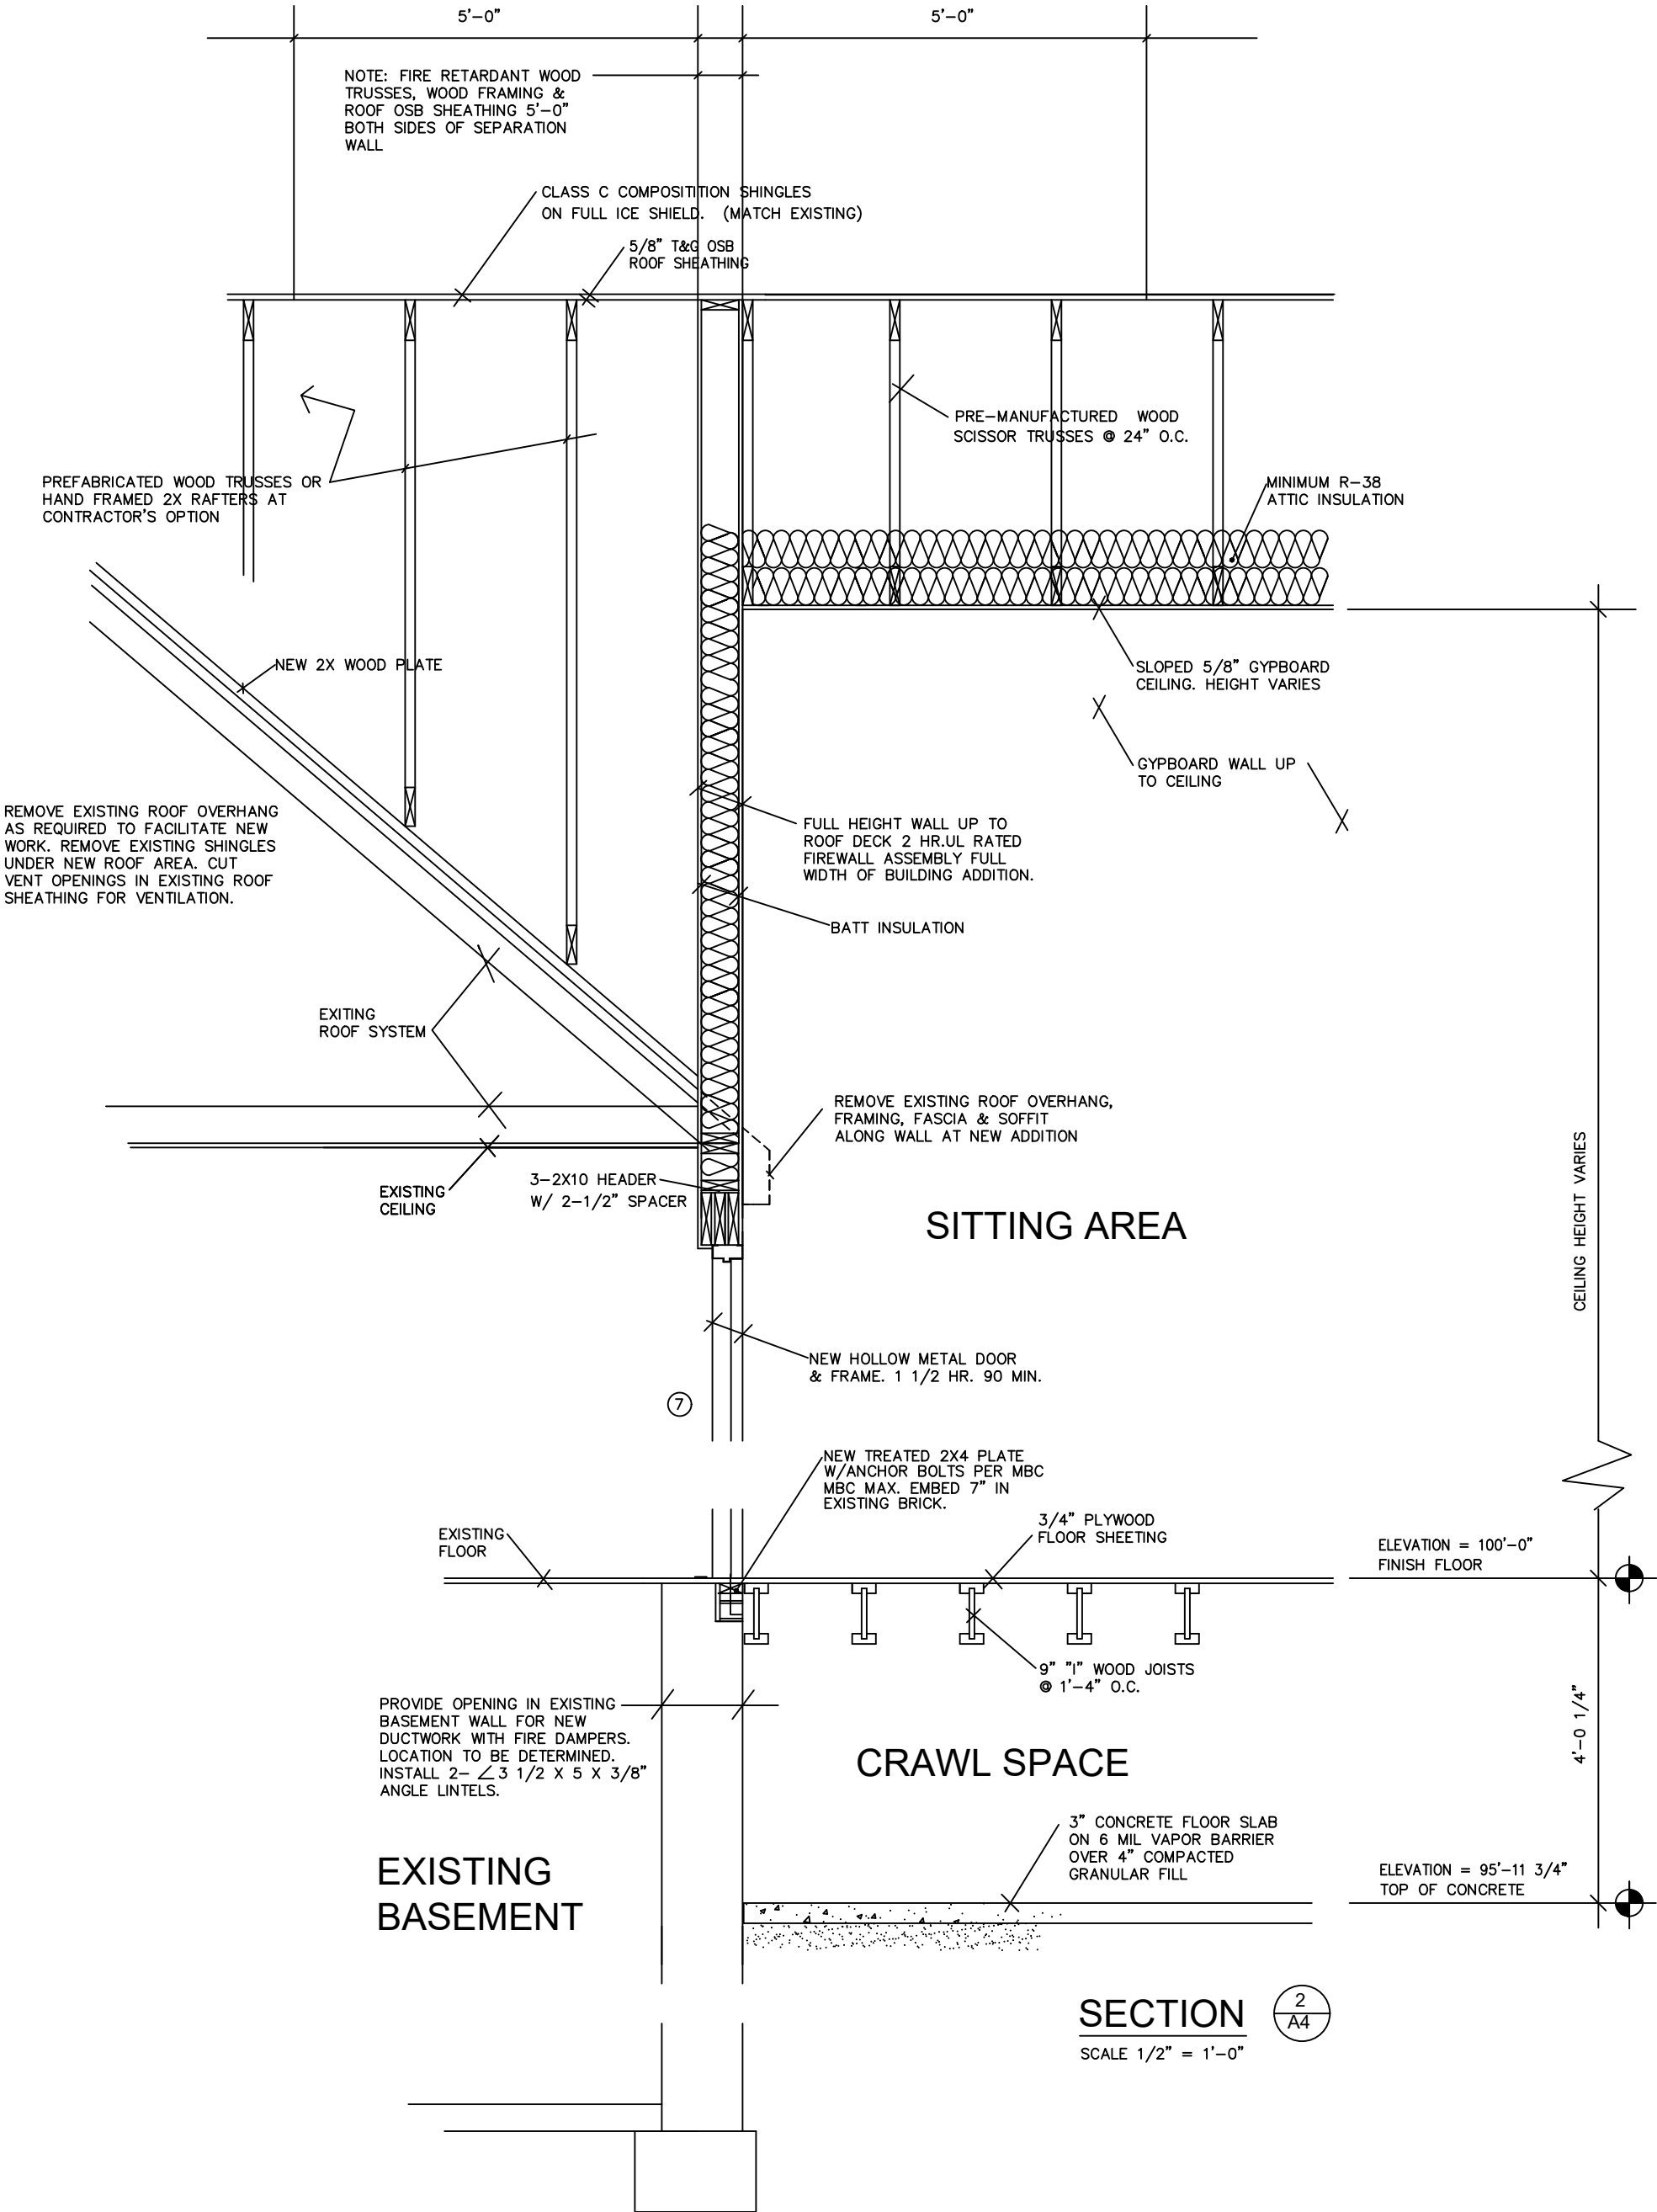 5'-0"
5'-0"
NOTE: FIRE RETARDANT WOOD
TRUSSES, WOOD FRAMING &
ROOF OSB SHEATHING 5'-0"
BOTH SIDES OF SEPARATION
WALL
CLASS C COMPOSITITION SHINGLES
ON FULL ICE SHIELD. (MATCH EXISTING)
5/8" T&G OSB
ROOF SHEATHING
PRE-MANUFACTURED WOOD
SCISSOR TRUSSES @ 24" O.C.
PREFABRICATED WOOD TRUSSES OR
HAND FRAMED 2X RAFTERS AT
CONTRACTOR'S OPTION
MINIMUM R-38
ATTIC INSULATION
NEW 2X WOOD PLATE
SLOPED 5/8" GYPBOARD
CEILING. HEIGHT VARIES
GYPBOARD WALL UP
TO CEILING
REMOVE EXISTING ROOF OVERHANG
AS REQUIRED TO FACILITATE NEW
WORK. REMOVE EXISTING SHINGLES
UNDER NEW ROOF AREA. CUT
VENT OPENINGS IN EXISTING ROOF
SHEATHING FOR VENTILATION.
FULL HEIGHT WALL UP TO
ROOF DECK 2 HR.UL RATED
FIREWALL ASSEMBLY FULL
WIDTH OF BUILDING ADDITION.
BATT INSULATION
EXITING
ROOF SYSTEM
REMOVE EXISTING ROOF OVERHANG,
FRAMING, FASCIA & SOFFIT
ALONG WALL AT NEW ADDITION
EXISTING
CEILING
3-2X10 HEADER
W/ 2-1/2" SPACER
SITTING AREA
CEILING HEIGHT VARIES
NEW HOLLOW METAL DOOR
& FRAME. 1 1/2 HR. 90 MIN.
7
NEW TREATED 2X4 PLATE
W/ANCHOR BOLTS PER MBC
MBC MAX. EMBED 7" IN
EXISTING BRICK.
EXISTING
FLOOR
3/4" PLYWOOD
FLOOR SHEETING
ELEVATION = 100'-0"
FINISH FLOOR
9" "I" WOOD JOISTS
@ 1'-4" O.C.
PROVIDE OPENING IN EXISTING
BASEMENT WALL FOR NEW
DUCTWORK WITH FIRE DAMPERS.
LOCATION TO BE DETERMINED.
INSTALL 2- ∠3 1/2 X 5 X 3/8"
ANGLE LINTELS.
CRAWL SPACE
4'-0 1/4"
3" CONCRETE FLOOR SLAB
ON 6 MIL VAPOR BARRIER
OVER 4" COMPACTED
GRANULAR FILL
EXISTING
BASEMENT
ELEVATION = 95'-11 3/4"
TOP OF CONCRETE
SECTION
2
A4
SCALE 1/2" = 1'-0"